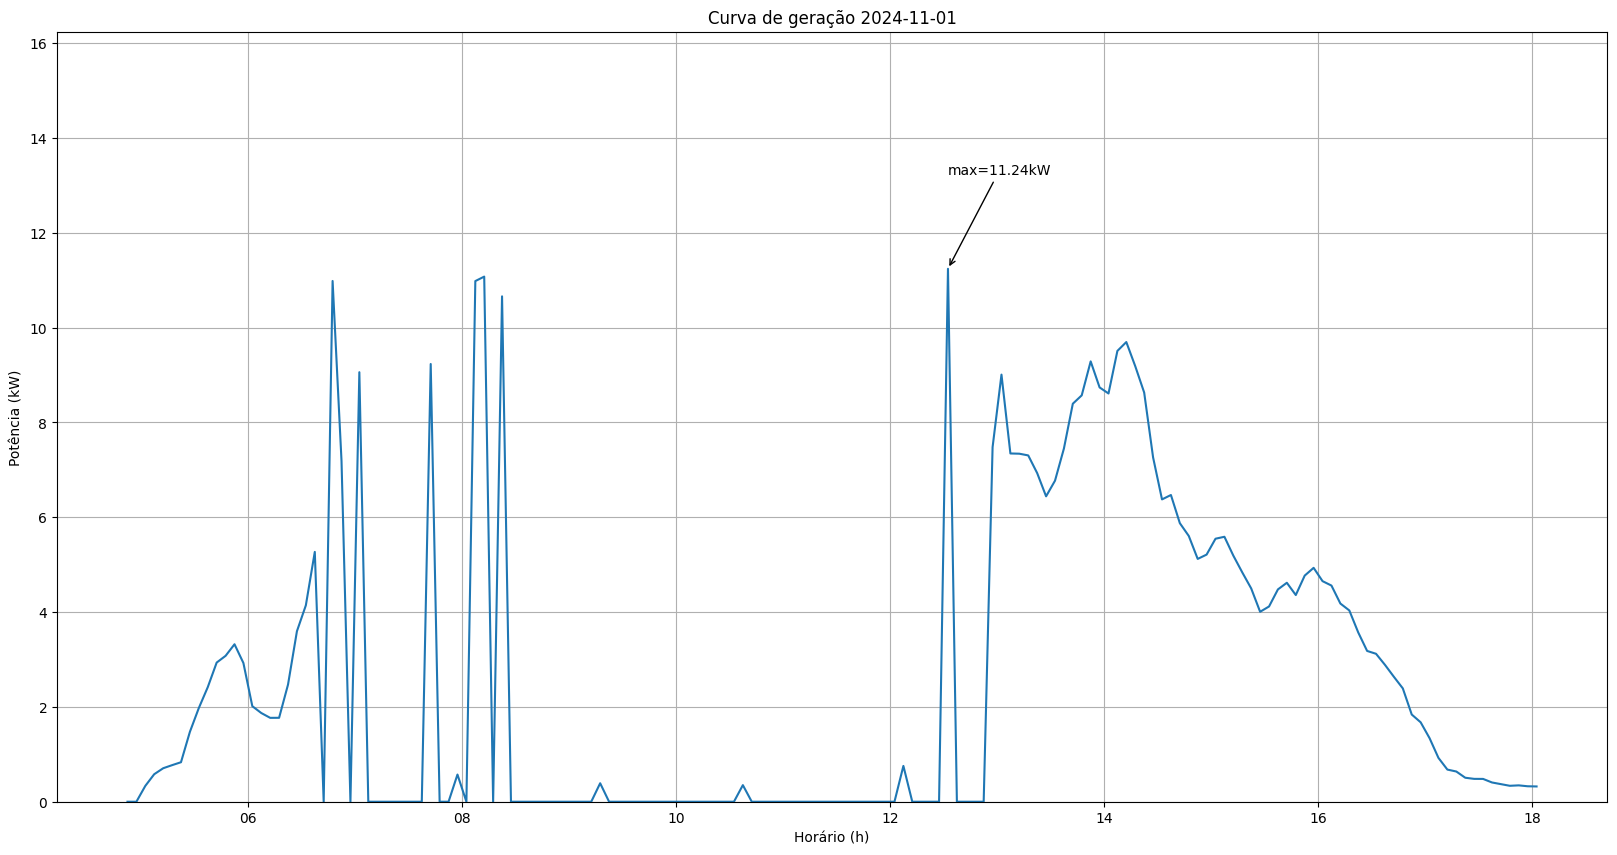 Curva de geração 2024-11-01
16
14
12
10
8
6
4
2
0
Potência (kW)
max=11.24kW
06 08 10 12 14 16 18
Horário (h)